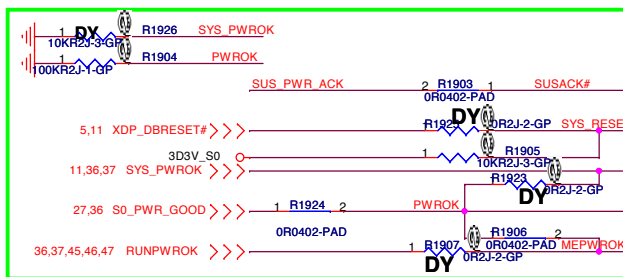 1 DY R1926 SYS_PWROK
10KR2J-3-GP
1 R1904 PWROK
100KR2J-1-GP
SUS_PWR_ACK 2 R1903 1 SUSACK#
0R0402-PAD
DY
5,11 XDP_DBRESET# 0R2J-2-GP SYS_RESE
3D3V_S0 1 R1905
10KR2J-3-GP
11,36,37 SYS_PWROK
R1923
DY 0R2J-2-GP
27,36 S0_PWR_GOOD 1 R1924 2 PWROK
0R0402-PAD
R1906
36,37,45,46,47 RUNPWROK 1 R1907 0R0402-PAD 2 MEPWROK
DY 0R2J-2-GP